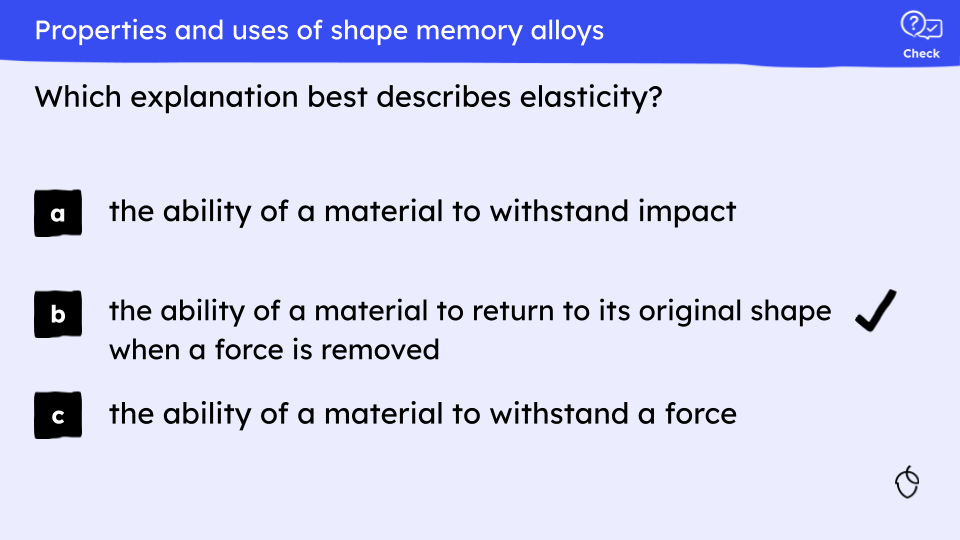 Properties and uses of shape memory alloys
Check
Which explanation best describes elasticity?
a the ability of a material to withstand impact
b the ability of a material to return to its original shape
when a force is removed
c the ability of a material to withstand a force